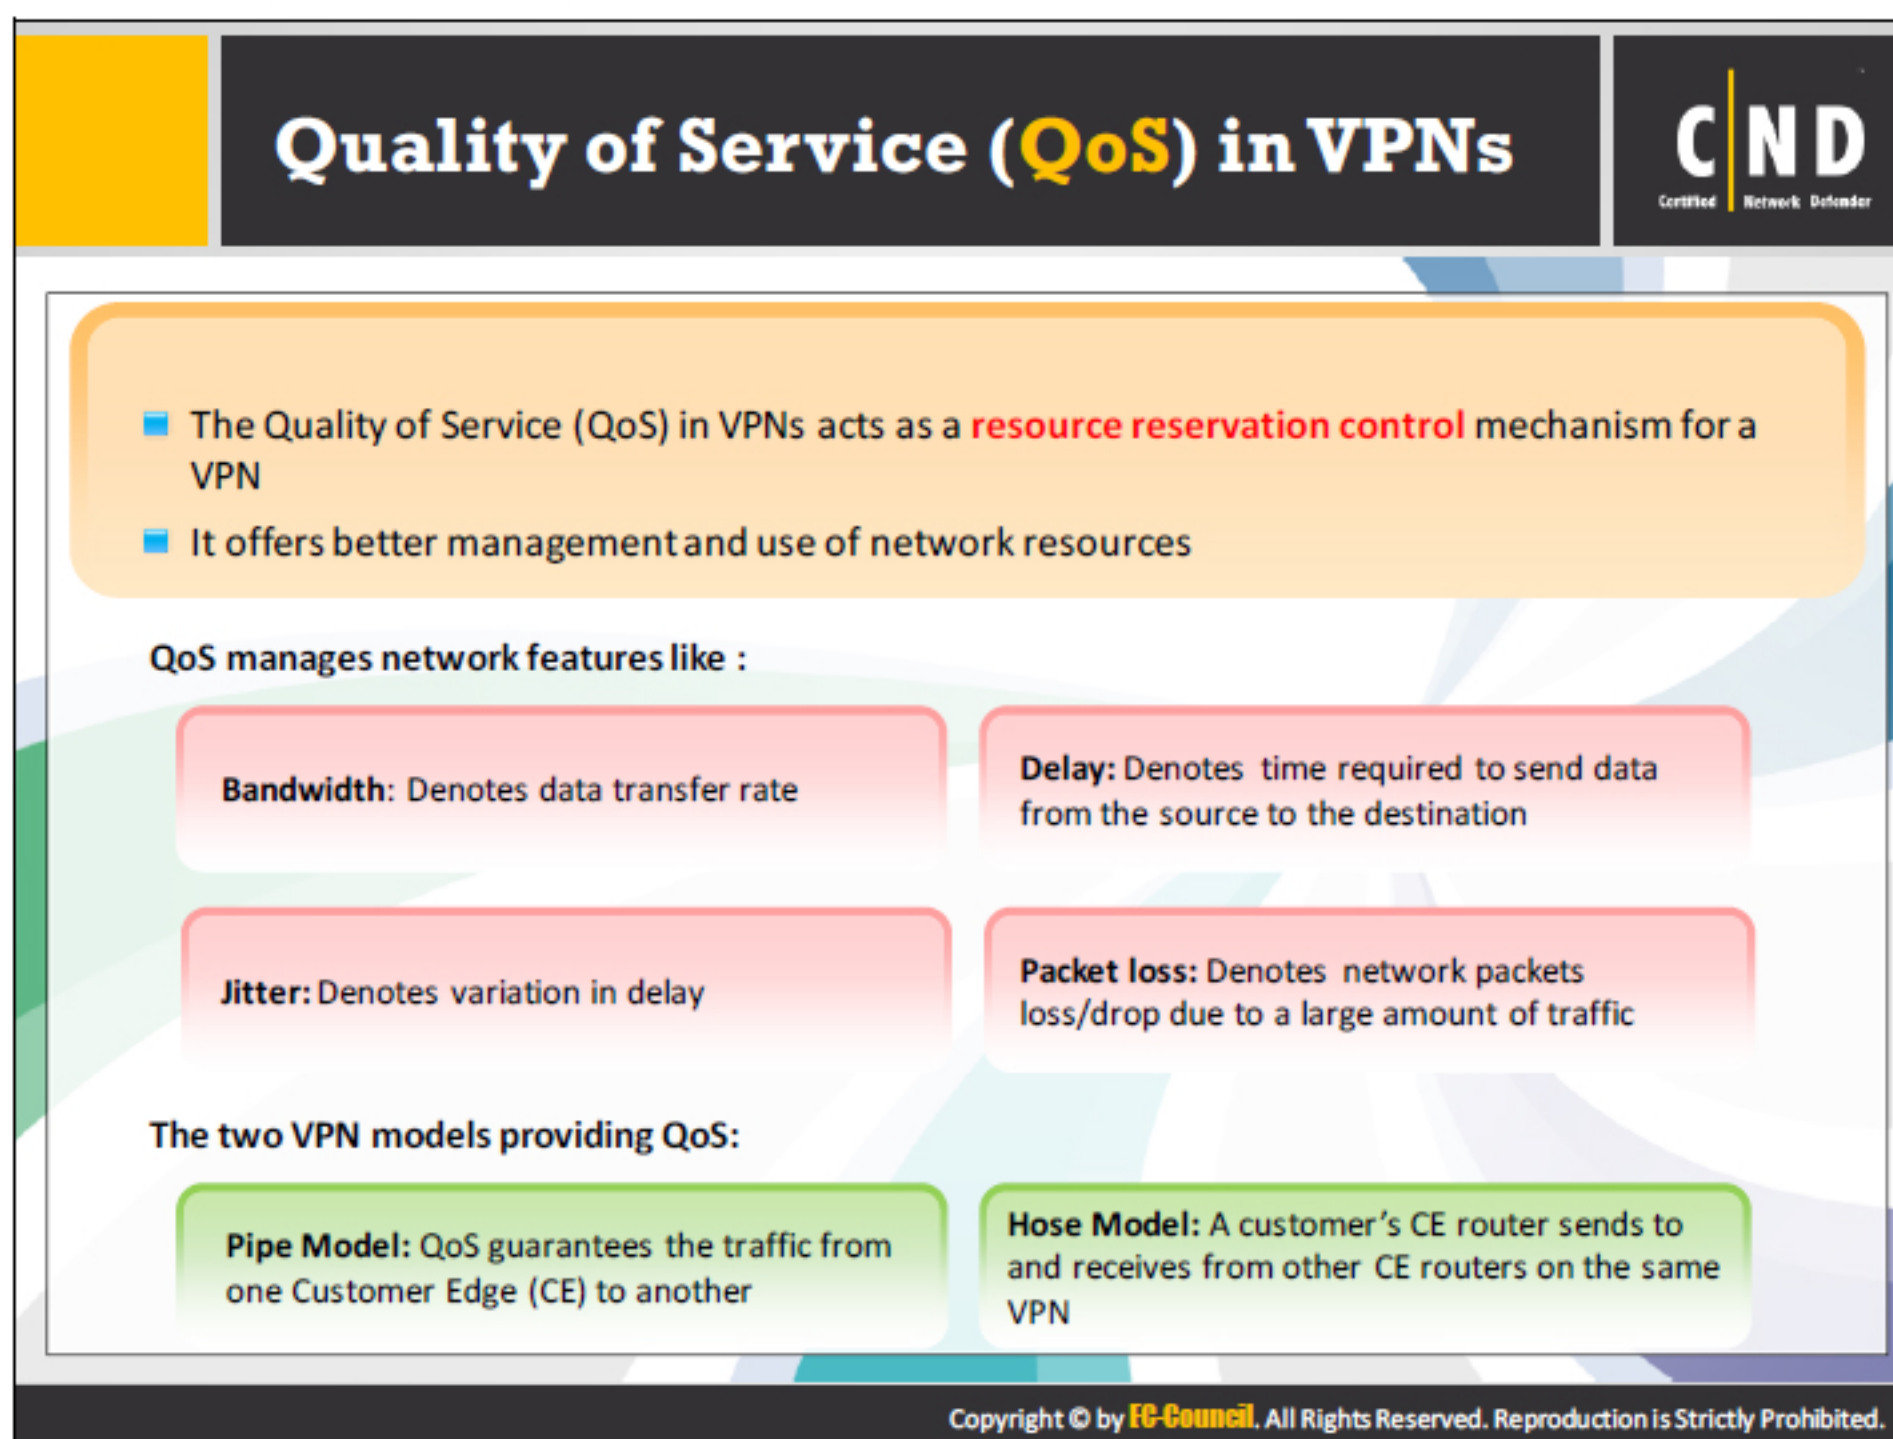 Quality of Service (QoS) in VPNs
C|ND
Certified Network Defender
The Quality of Service (QoS) in VPNs acts as a resource reservation control mechanism for a
VPN
It offers better management and use of network resources
QoS manages network features like :
Bandwidth: Denotes data transfer rate
Delay: Denotes time required to send data
from the source to the destination
Jitter: Denotes variation in delay
Packet loss: Denotes network packets
loss/drop due to a large amount of traffic
The two VPN models providing QoS:
Pipe Model: QoS guarantees the traffic from
one Customer Edge (CE) to another
Hose Model: A customer’s CE router sends to
and receives from other CE routers on the same
VPN
Copyright © by EC-Council. All Rights Reserved. Reproduction is Strictly Prohibited.